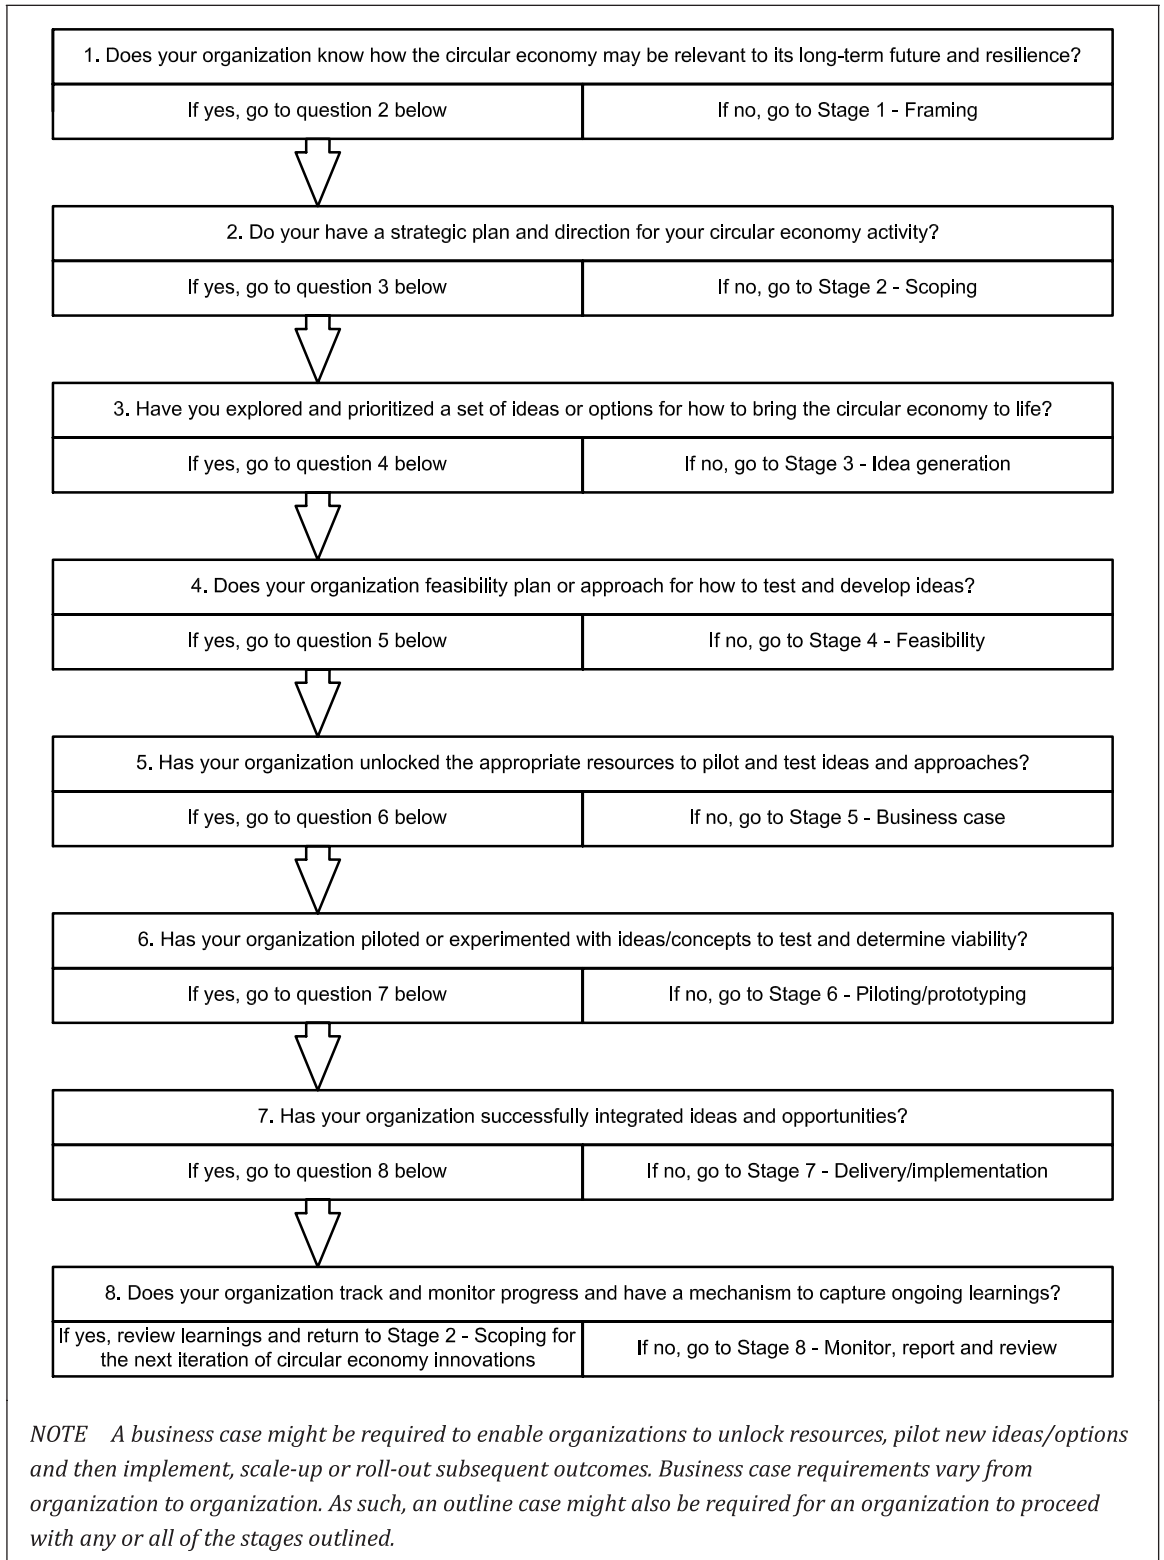 1. Does your organization know how the circular economy may be relevant to its long-term future and resilience?
If yes, go to question 2 below
If no, go to Stage 1 - Framing
2. Do your have a strategic plan and direction for your circular economy activity?
If yes, go to question 3 below
If no, go to Stage 2 - Scoping
3. Have you explored and prioritized a set of ideas or options for how to bring the circular economy to life?
If yes, go to question 4 below
If no, go to Stage 3 - Idea generation
4. Does your organization feasibility plan or approach for how to test and develop ideas?
If yes, go to question 5 below
If no, go to Stage 4 - Feasibility
5. Has your organization unlocked the appropriate resources to pilot and test ideas and approaches?
If yes, go to question 6 below
If no, go to Stage 5 - Business case
6. Has your organization piloted or experimented with ideas/concepts to test and determine viability?
If yes, go to question 7 below
If no, go to Stage 6 - Piloting/prototyping
7. Has your organization successfully integrated ideas and opportunities?
If yes, go to question 8 below
If no, go to Stage 7 - Delivery/implementation
8. Does your organization track and monitor progress and have a mechanism to capture ongoing learnings?
If yes, review learnings and return to Stage 2 - Scoping for
the next iteration of circular economy innovations
If no, go to Stage 8 - Monitor, report and review
NOTE A business case might be required to enable organizations to unlock resources, pilot new ideas/options
and then implement, scale-up or roll-out subsequent outcomes. Business case requirements vary from
organization to organization. As such, an outline case might also be required for an organization to proceed
with any or all of the stages outlined.